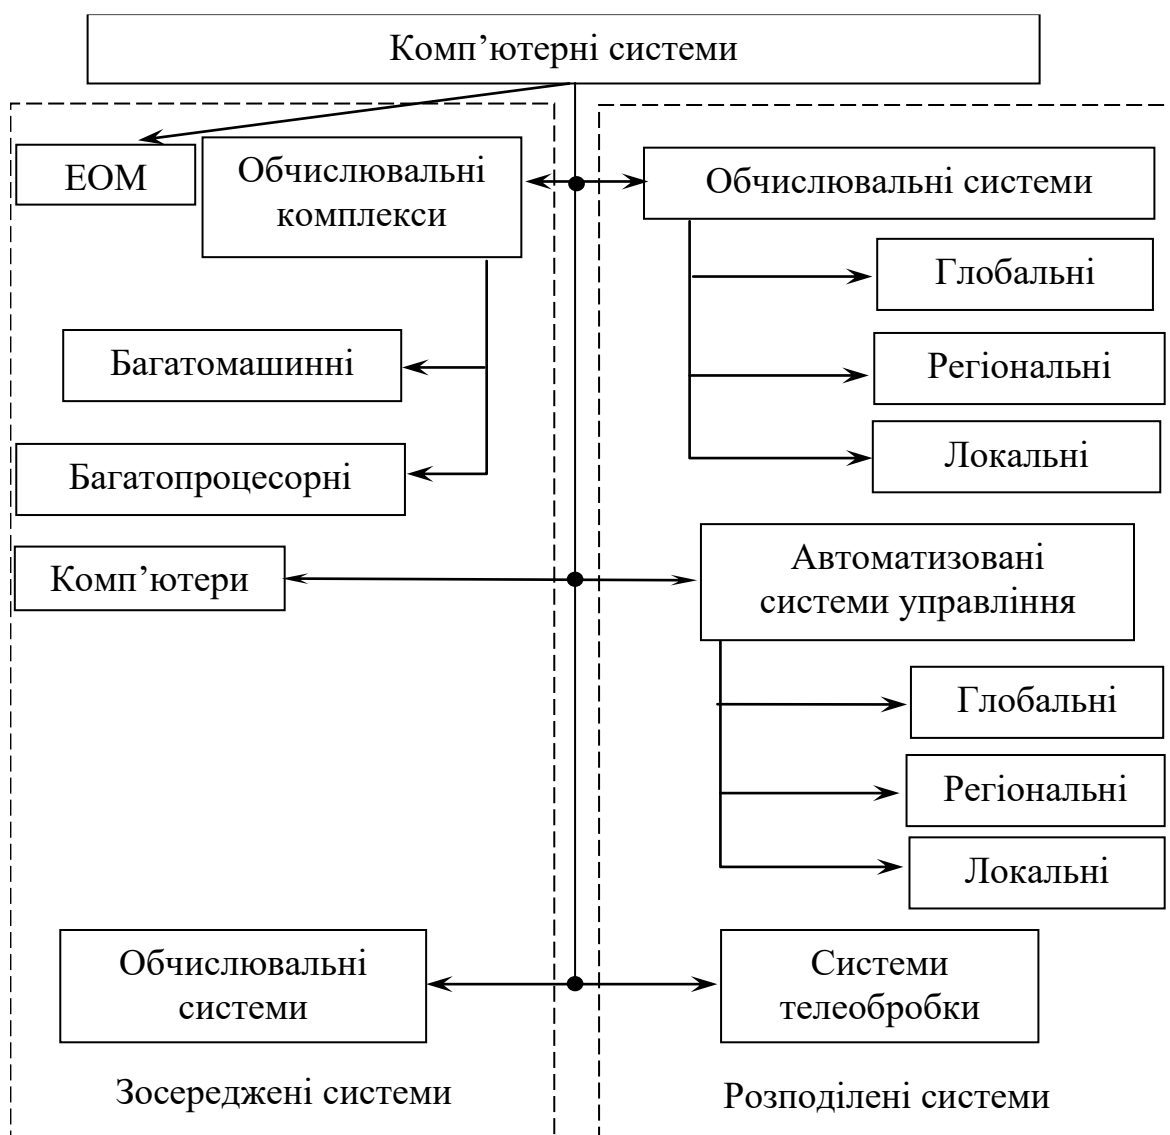 Комп’ютерні системи
ЕОМ
Обчислювальні
комплекси
Багатомашинні
Багатопроцесорні
Комп’ютери
Обчислювальні
системи
Зосереджені системи
Обчислювальні системи
Глобальні
Регіональні
Локальні
Автоматизовані
системи управління
Глобальні
Регіональні
Локальні
Системи
телеобробки
Розподілені системи